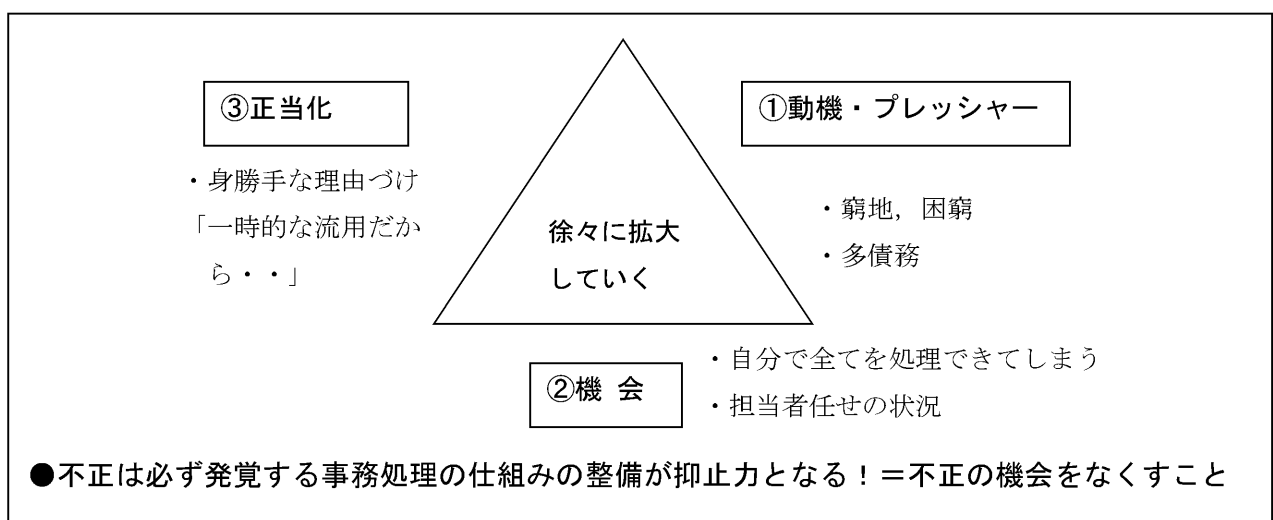 ③正当化
①動機・プレッシャー
・身勝手な理由づけ
「一時的な流用だか
ら・・」
・窮地，困窮
・多債務
徐々に拡大
していく
②機 会
・自分で全てを処理できてしまう
・担当者任せの状況
●不正は必ず発覚する事務処理の仕組みの整備が抑止力となる！＝不正の機会をなくすこと